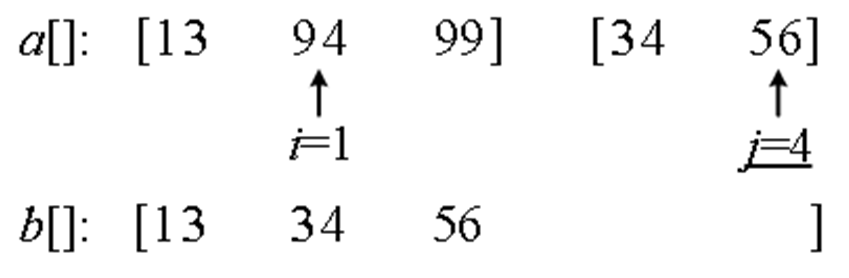 a[]: [13 94 99] [34 56]
i=1 j=4
b[]: [13 34 56 ]